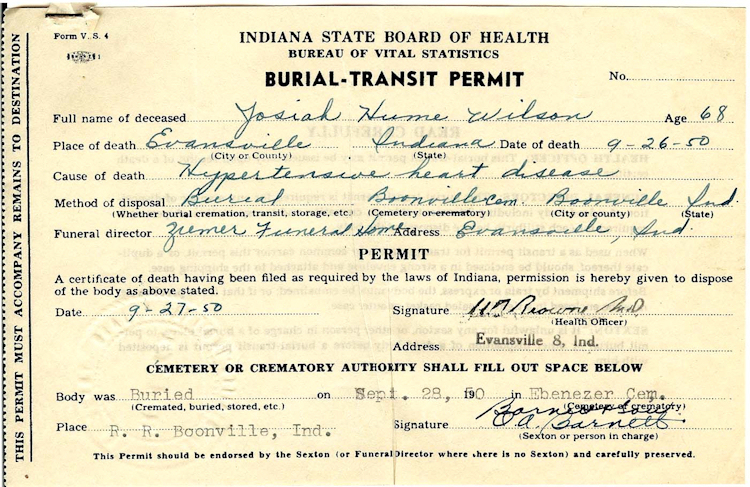 Form V. S. 4
INDIANA STATE BOARD OF HEALTH
BUREAU OF VITAL STATISTICS
BURIAL-TRANSIT PERMIT
No.
Full name of deceased Josiah Hume Wilson Age 68
Place of death Evansville Indiana Date of death 9-26-50
(City or County) (State)
Cause of death Hypertensive heart disease
Method of disposal Burial Boonville cem. Boonville Ind.
(Whether burial cremation, transit, storage, etc.) (Cemetery or crematory) (City or county) (State)
Funeral director Ziemer Funeral Home Address Evansville, Ind.
PERMIT
A certificate of death having been filed as required by the laws of Indiana, permission is hereby given to dispose
of the body as above stated.
Date 9-27-50 Signature Browne MD
(Health Officer)
Address Evansville 8, Ind.
CEMETERY OR CREMATORY AUTHORITY SHALL FILL OUT SPACE BELOW
Body was Buried on Sept. 28, 1950 in Ebenezer Cem.
(Cremated, buried, stored, etc.) (Cemetery of crematory)
Place R. R. Boonville, Ind. Signature Barnett
(Sexton or person in charge)
This Permit should be endorsed by the Sexton (or Funeral Director where there is no Sexton) and carefully preserved.
THIS PERMIT MUST ACCOMPANY REMAINS TO DESTINATION